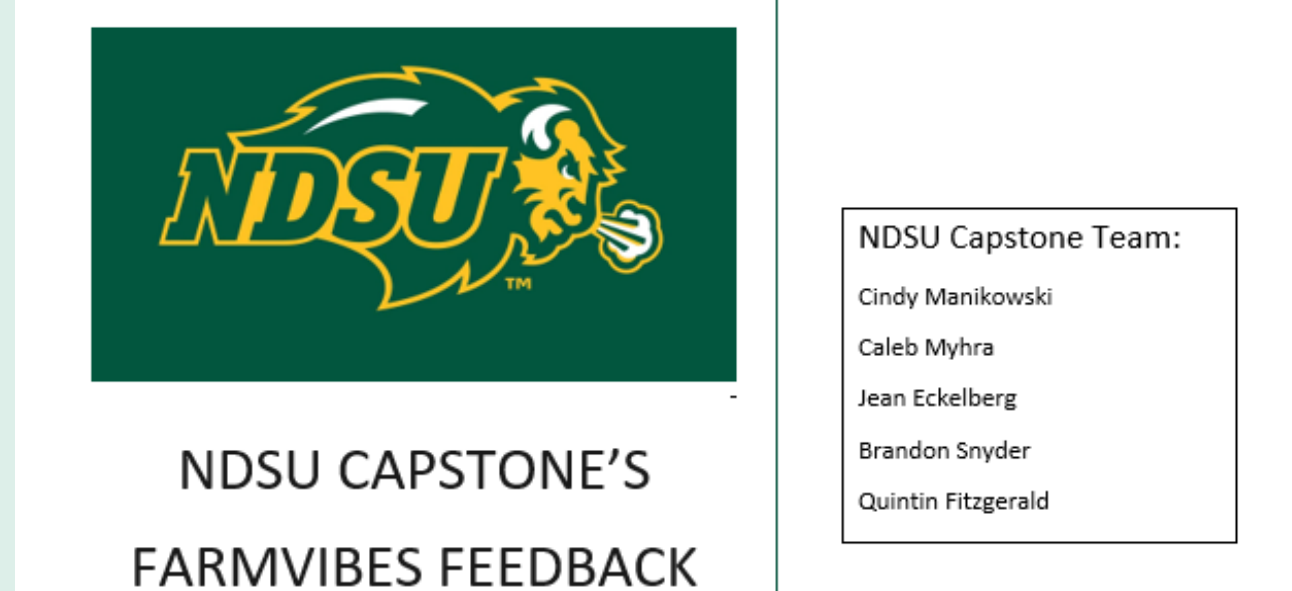 NDSU
TM
-
NDSU CAPSTONE’S
FARMVIBES FEEDBACK
NDSU Capstone Team:
Cindy Manikowski
Caleb Myhra
Jean Eckelberg
Brandon Snyder
Quintin Fitzgerald